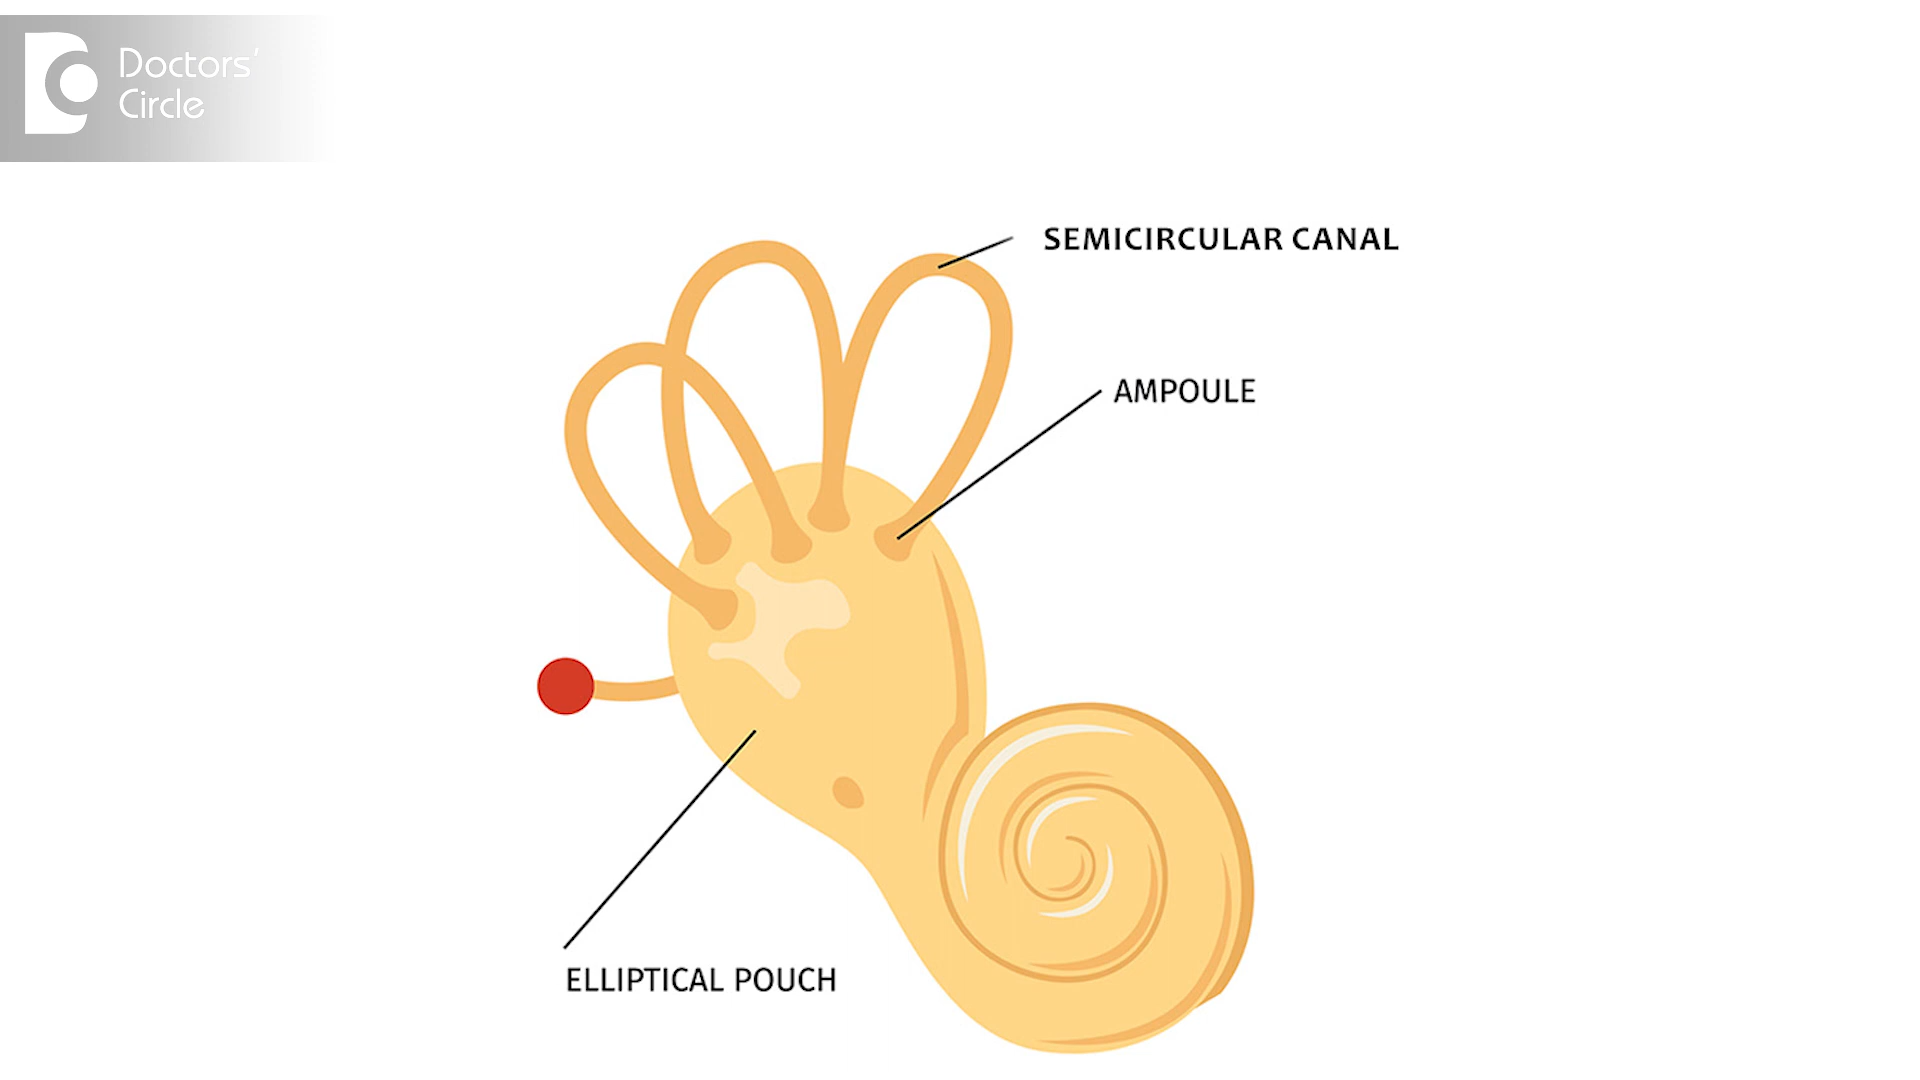 Doctors'
Circle
SEMICIRCULAR CANAL
AMPOULE
ELLIPTICAL POUCH